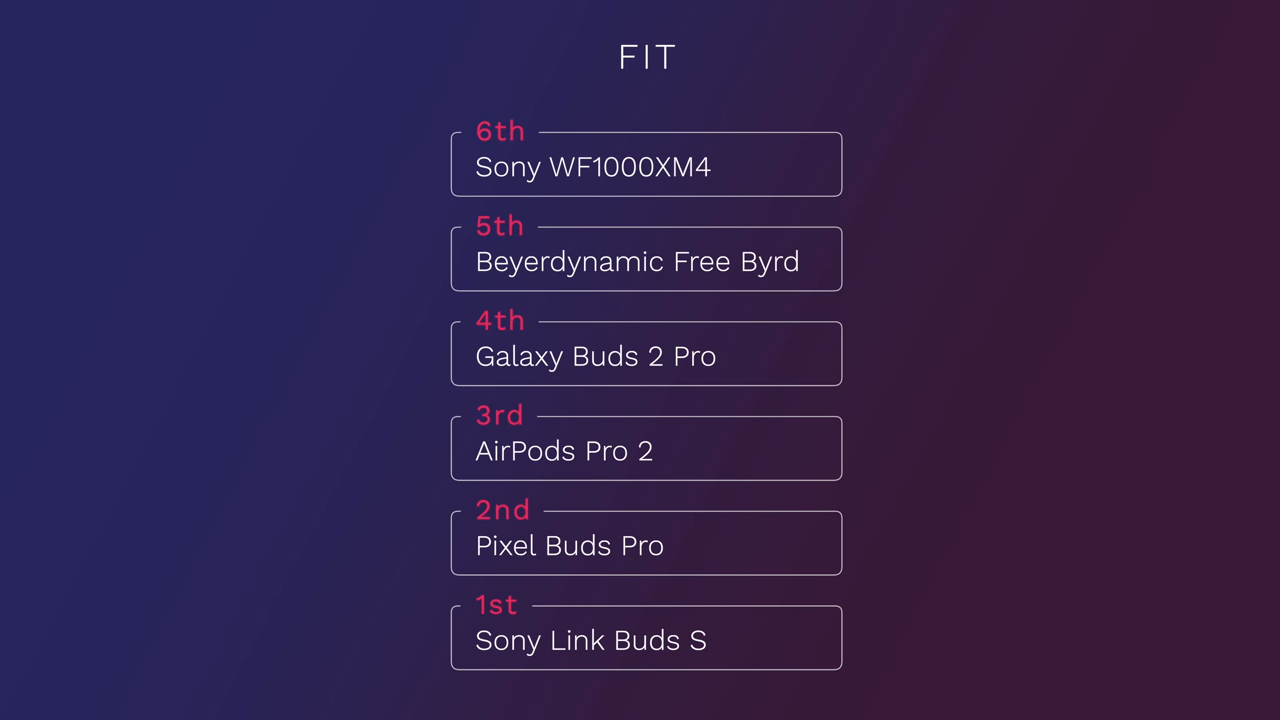 FIT
6th
Sony WF1000XM4
5th
Beyerdynamic Free Byrd
4th
Galaxy Buds 2 Pro
3rd
AirPods Pro 2
2nd
Pixel Buds Pro
1st
Sony Link Buds S